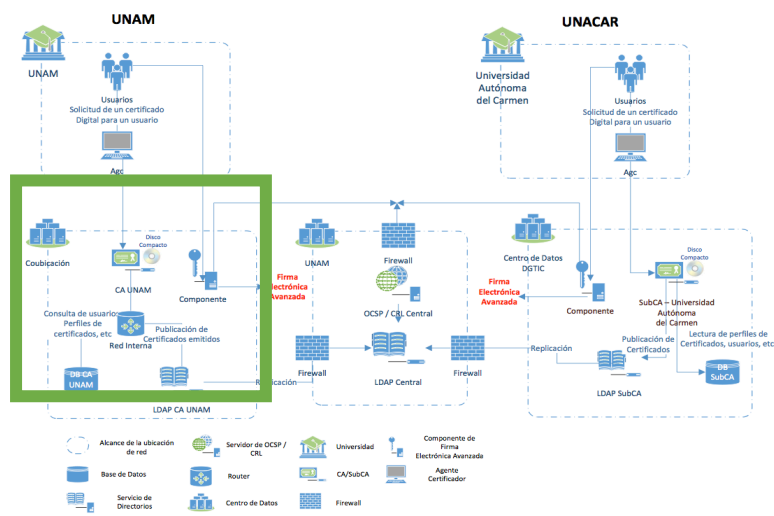 UNAM
UNACAR
UNAM
Usuarios
Solicitud de un certificado
Digital para un usuario
Agc
Universidad
Autónoma
del Carmen
Usuarios
Solicitud de un certificado
Digital para un usuario
Agc
Coubicación
Disco
Compacto
CA UNAM
Componente
Consulta de usuarios
Perfiles de
certificados, etc
Red Interna
Publicación de
Certificados emitidos
DB CA
UNAM
LDAP CA UNAM
Firma
Electrónica
Avanzada
UNAM
Firewall
OCSP / CRL Central
Firewall
LDAP Central
Firewall
Replicación
Centro de Datos
DGTIC
Firma
Electrónica
Avanzada
Componente
Disco
Compacto
SubCA – Universidad
Autónoma
del Carmen
Publicación de
Certificados
Lectura de perfiles de
Certificados, usuarios, etc
Replicación
LDAP SubCA
DB
SubCA
Alcance de la ubicación
de red
Servidor de OCSP /
CRL
Universidad
Componente de
Firma
Electrónica Avanzada
Base de Datos
Router
CA/SubCA
Agente
Certificador
Servicio de
Directorios
Centro de Datos
Firewall